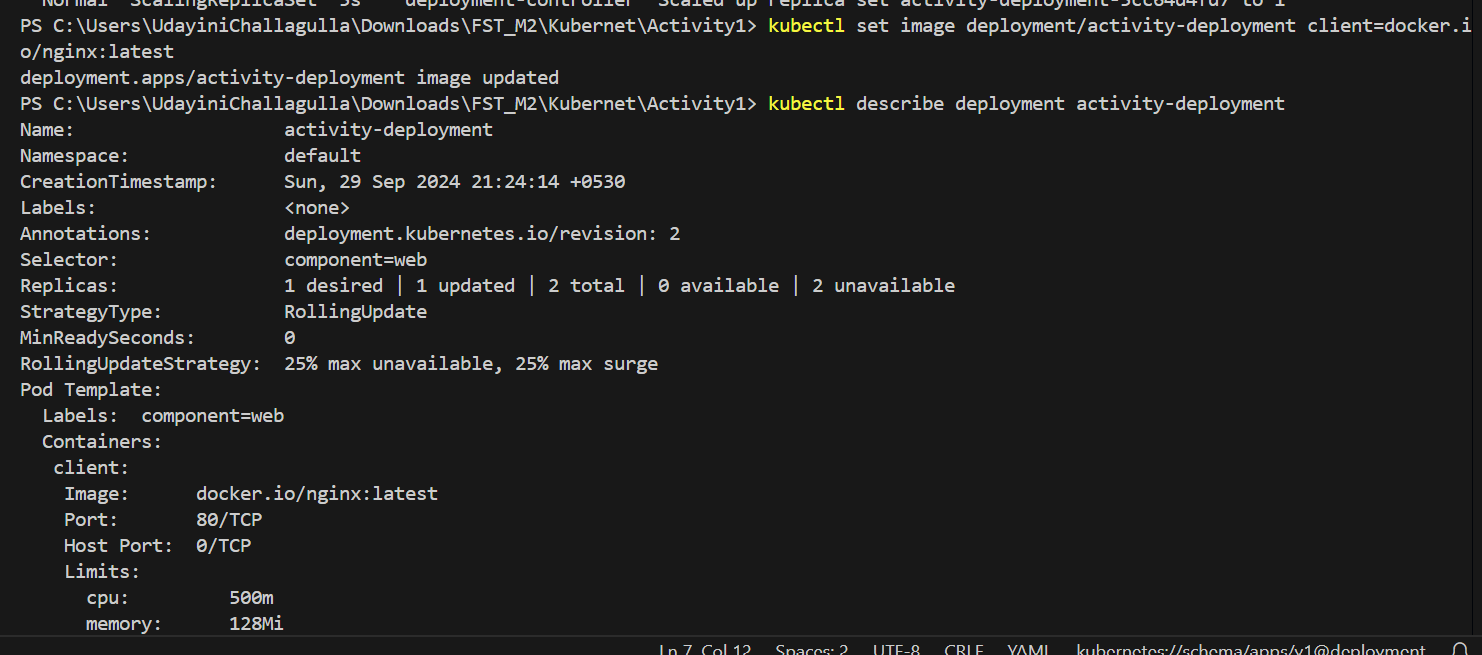 Normal  ScalingReplicaSet  5s    deployment-controller  Scaled up replica set activity-deployment-5cc64d4fd7 to 1
PS C:\Users\UdayiniChallagulla\Downloads\FST_M2\Kubernet\Activity1> kubectl set image deployment/activity-deployment client=docker.i
o/nginx:latest
deployment.apps/activity-deployment image updated
PS C:\Users\UdayiniChallagulla\Downloads\FST_M2\Kubernet\Activity1> kubectl describe deployment activity-deployment
Name:                   activity-deployment
Namespace:              default
CreationTimestamp:      Sun, 29 Sep 2024 21:24:14 +0530
Labels:                 <none>
Annotations:            deployment.kubernetes.io/revision: 2
Selector:               component=web
Replicas:               1 desired | 1 updated | 2 total | 0 available | 2 unavailable
StrategyType:           RollingUpdate
MinReadySeconds:        0
RollingUpdateStrategy:  25% max unavailable, 25% max surge
Pod Template:
  Labels:  component=web
  Containers:
   client:
    Image:      docker.io/nginx:latest
    Port:       80/TCP
    Host Port:  0/TCP
    Limits:
      cpu:         500m
      memory:      128Mi
Ln 7, Col 12  Spaces: 2  UTF-8  CRLF  YAML  kubernetes://schema/apps/v1@deployment